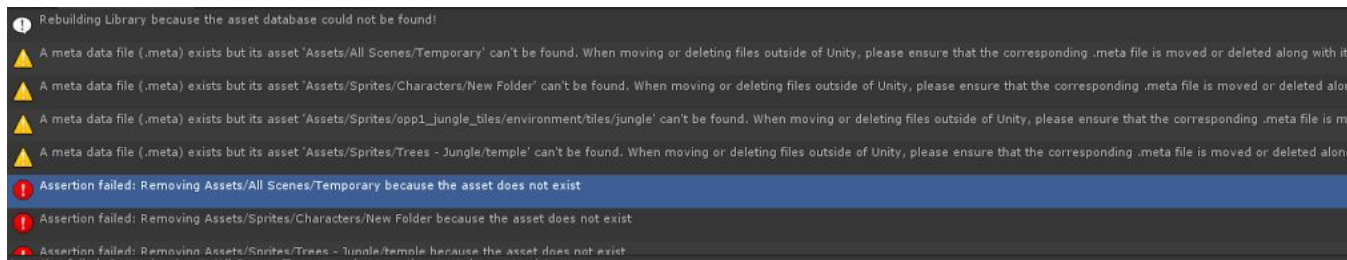 Rebuilding Library because the asset database could not be found!
A meta data file (.meta) exists but its asset 'Assets/All Scenes/Temporary' can't be found. When moving or deleting files outside of Unity, please ensure that the corresponding .meta file is moved or deleted along with it
A meta data file (.meta) exists but its asset 'Assets/Sprites/Characters/New Folder' can't be found. When moving or deleting files outside of Unity, please ensure that the corresponding .meta file is moved or deleted alon
A meta data file (.meta) exists but its asset 'Assets/Sprites/opp1_jungle_tiles/environment/tiles/jungle' can't be found. When moving or deleting files outside of Unity, please ensure that the corresponding .meta file is m
A meta data file (.meta) exists but its asset 'Assets/Sprites/Trees - Jungle/temple' can't be found. When moving or deleting files outside of Unity, please ensure that the corresponding .meta file is moved or deleted alon
Assertion failed: Removing Assets/All Scenes/Temporary because the asset does not exist
Assertion failed: Removing Assets/Sprites/Characters/New Folder because the asset does not exist
Assertion failed: Removing Assets/Sprites/Trees - Jungle/temple because the asset does not exist